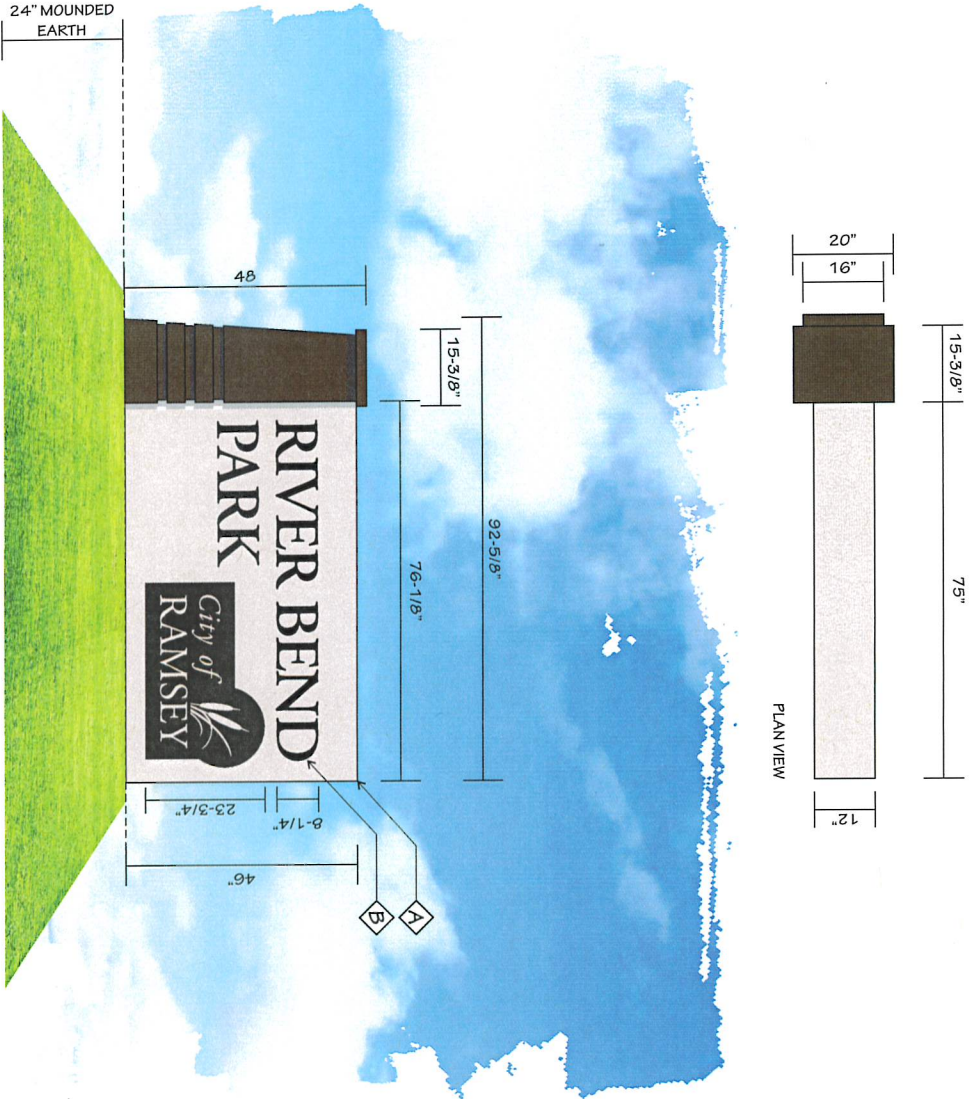 24" MOUNDED
EARTH
20"
16"
15-3/8"
75"
12"
PLAN VIEW
92-5/8"
76-1/8"
15-3/8"
48
RIVER BEND
PARK
City of
RAMSEY
8-1/4"
23-3/4"
46"
A
B